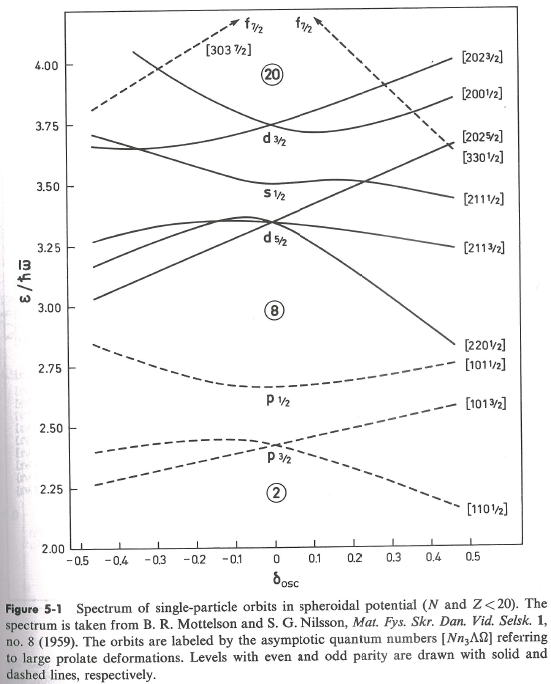 f7/2 f7/2
[303 7/2]
4.00
20
[202 3/2]
[200 1/2]
3.75
d 3/2
[202 5/2]
[330 1/2]
3.50
s 1/2
[211 1/2]
3.25
d 5/2
[211 3/2]
ε/ħω̅
3.00
8
[220 1/2]
2.75
[101 1/2]
p 1/2
[101 3/2]
2.50
p 3/2
2.25
2
[110 1/2]
2.00
-0.5 -0.4 -0.3 -0.2 -0.1 0 0.1 0.2 0.3 0.4 0.5
δosc
Figure 5-1 Spectrum of single-particle orbits in spheroidal potential (N and Z<20). The
spectrum is taken from B. R. Mottelson and S. G. Nilsson, Mat. Fys. Skr. Dan. Vid. Selsk. 1,
no. 8 (1959). The orbits are labeled by the asymptotic quantum numbers [Nn3ΛΩ] referring
to large prolate deformations. Levels with even and odd parity are drawn with solid and
dashed lines, respectively.